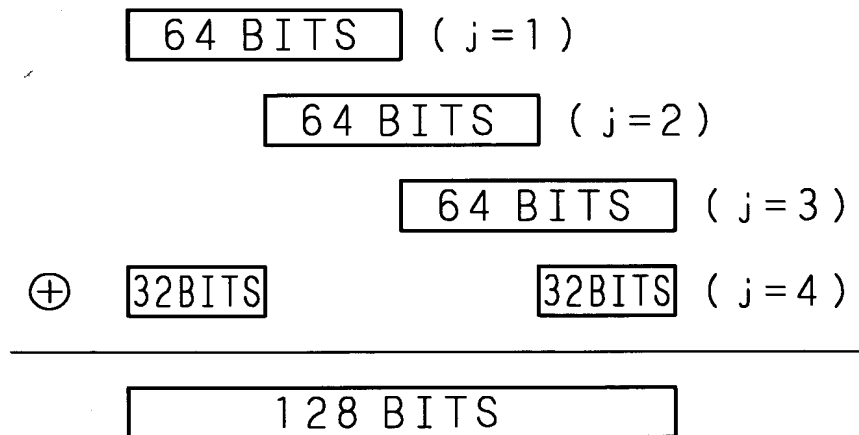 64 BITS (j=1)
64 BITS (j=2)
64 BITS (j=3)
⊕ 32BITS 32BITS (j=4)
128 BITS